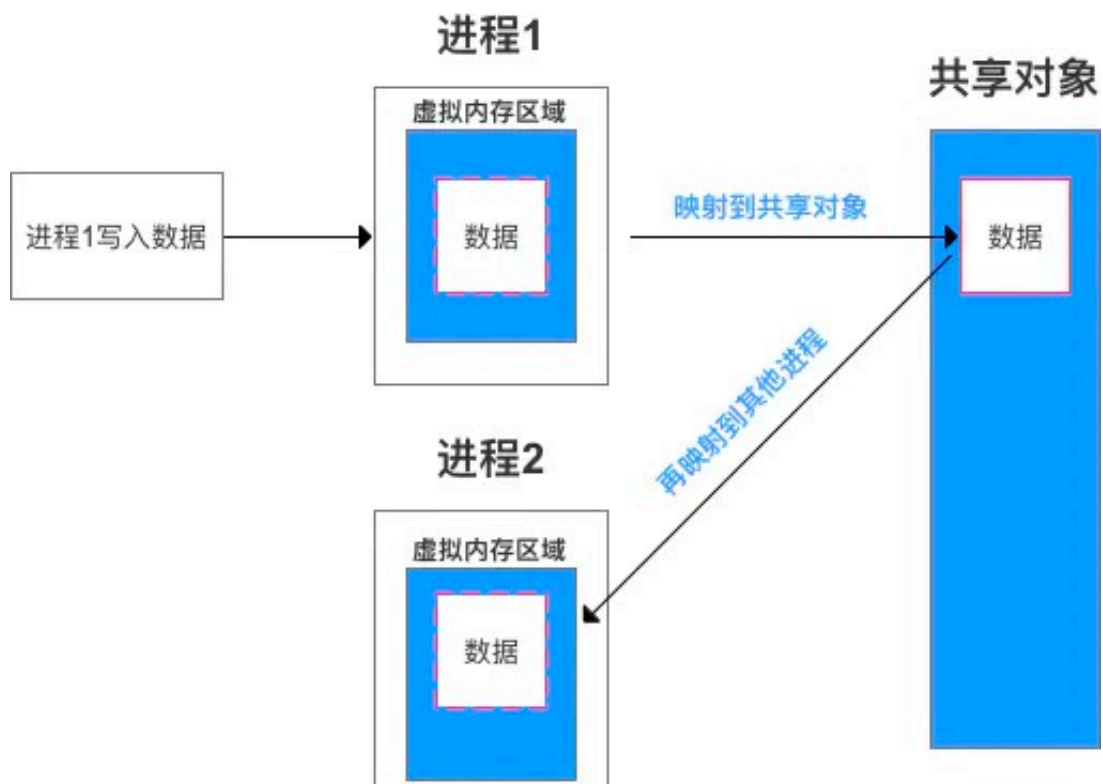 进程1
共享对象
虚拟内存区域
进程1写入数据
数据
映射到共享对象
数据
再映射到其他进程
进程2
虚拟内存区域
数据